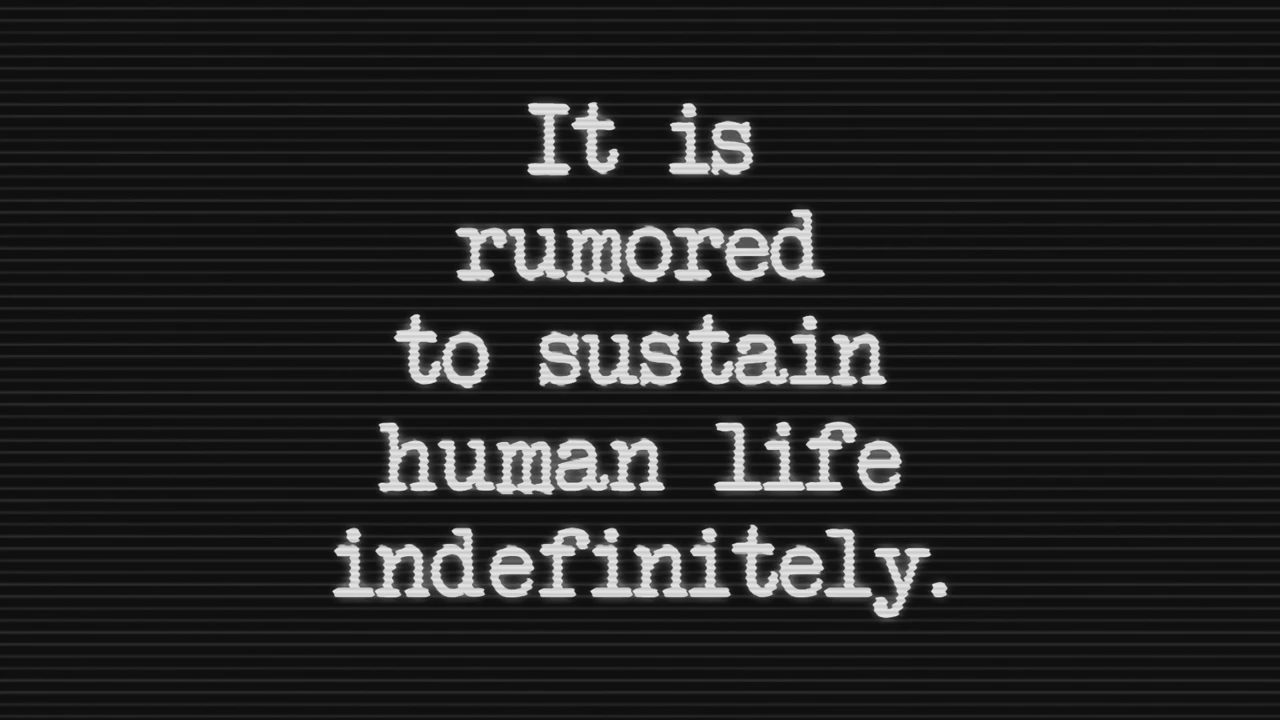 It is
rumored
to sustain
human life
indefinitely.